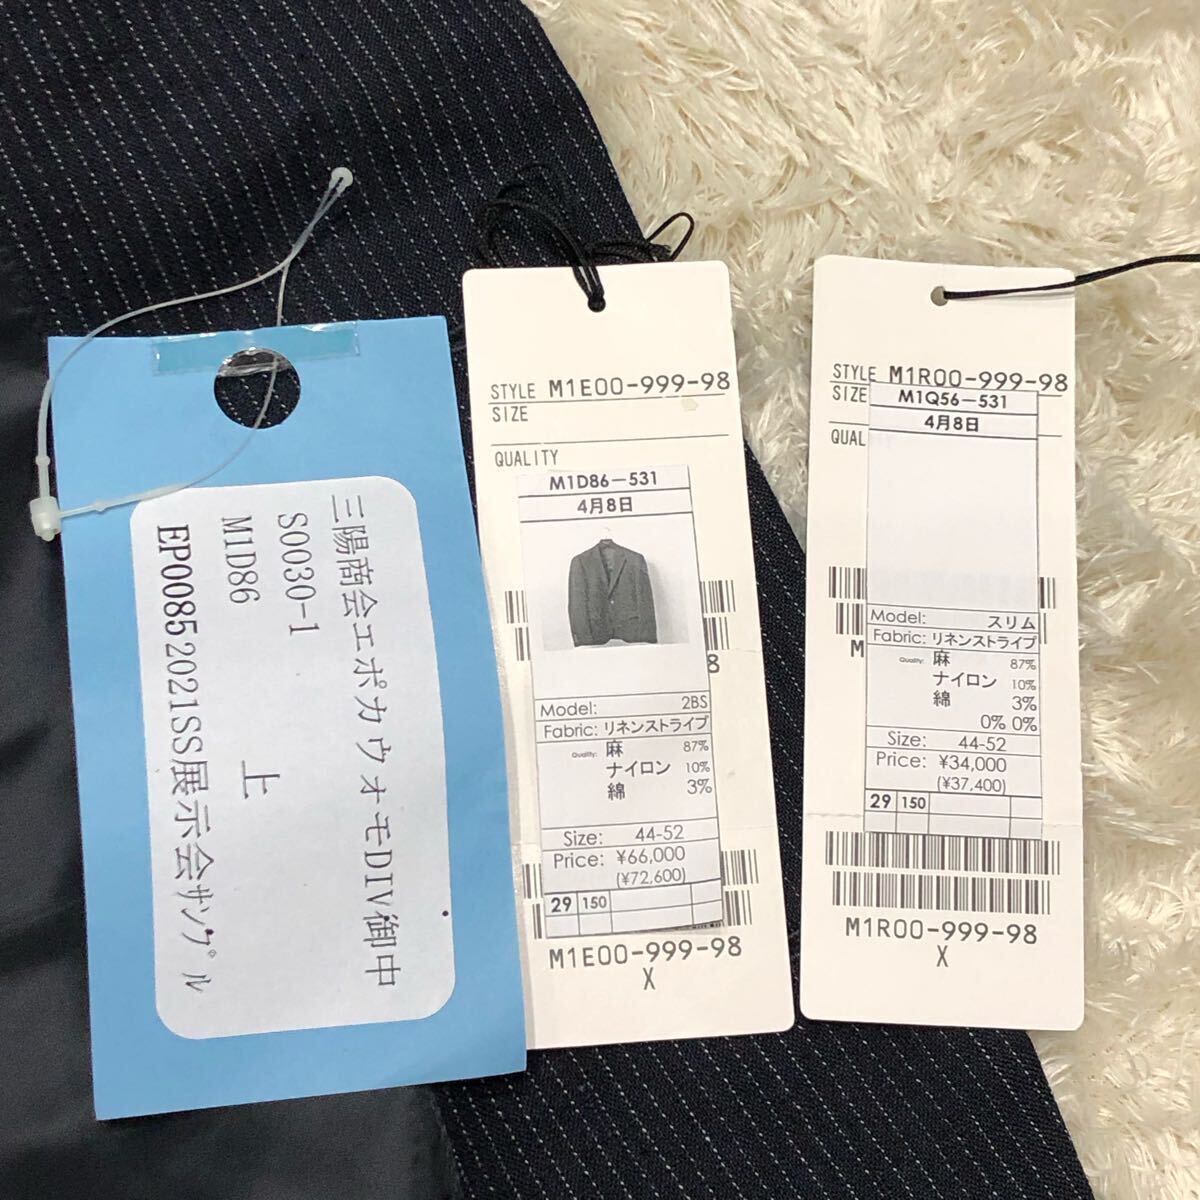 三陽商会エポカ ウォモDIV御中
S0030-1
M1D86 上
EP00852021SS展示会ｻﾝﾌﾟﾙ
STYLE M1E00-999-98
SIZE
QUALITY
M1D86-531
4月8日
Model: 2BS
Fabric: リネンストライプ
Quality: 麻 87%
ナイロン 10%
綿 3%
Size: 44-52
Price: ¥66,000
(¥72,600)
29 150
M1E00-999-98
X
STYLE M1R00-999-98
SIZE
M1Q56-531
4月8日
QUAL
Model: スリム
Fabric: リネンストライプ
Quality: 麻 87%
ナイロン 10%
綿 3%
0% 0%
Size: 44-52
Price: ¥34,000
(¥37,400)
29 150
M1R00-999-98
X